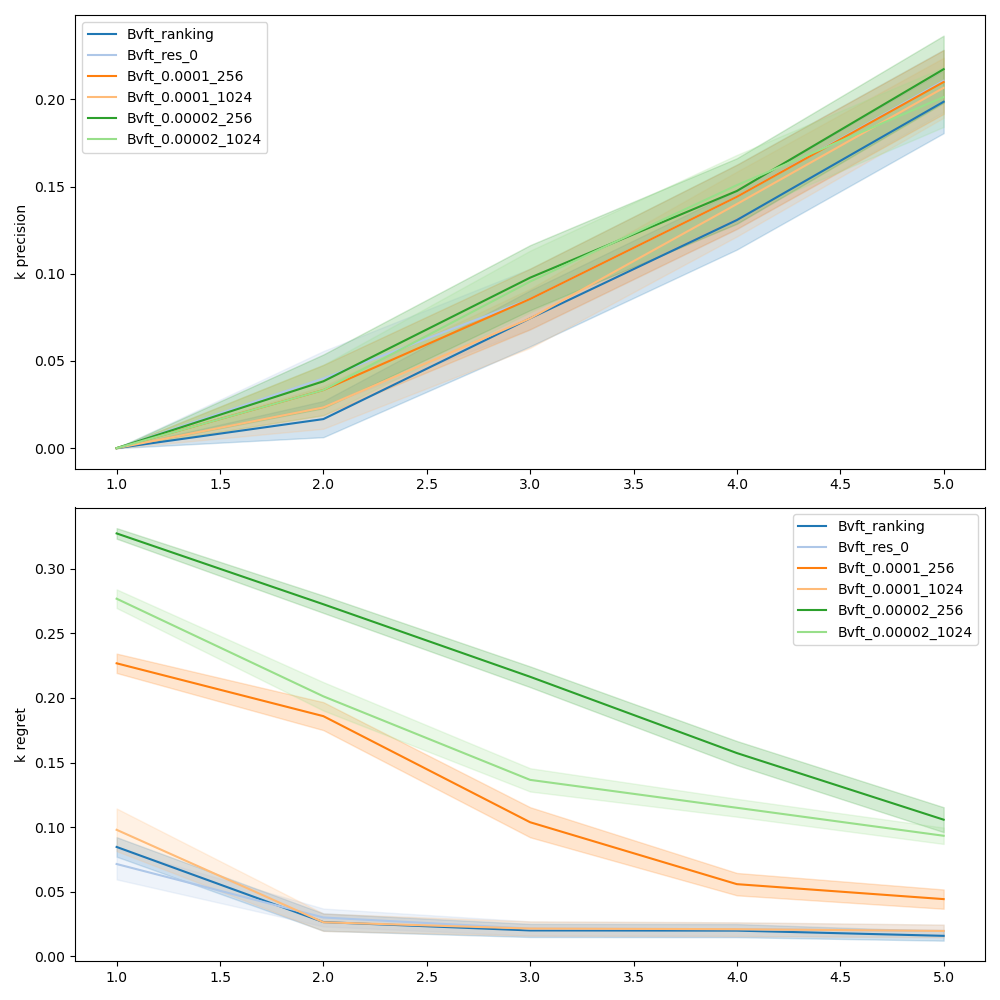 Bvft_ranking
Bvft_res_0
Bvft_0.0001_256
Bvft_0.0001_1024
Bvft_0.00002_256
Bvft_0.00002_1024
k precision
0.20
0.15
0.10
0.05
0.00
1.0 1.5 2.0 2.5 3.0 3.5 4.0 4.5 5.0
Bvft_ranking
Bvft_res_0
Bvft_0.0001_256
Bvft_0.0001_1024
Bvft_0.00002_256
Bvft_0.00002_1024
k regret
0.30
0.25
0.20
0.15
0.10
0.05
0.00
1.0 1.5 2.0 2.5 3.0 3.5 4.0 4.5 5.0